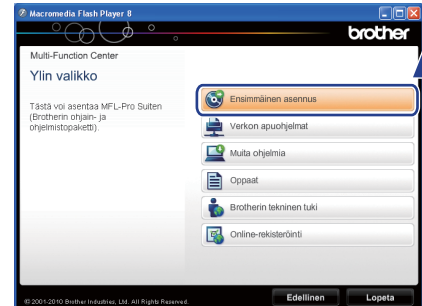 Macromedia Flash Player 8
brother
Multi-Function Center
Ylin valikko
Tästä voi asentaa MFL-Pro Suiten
(Brotherin ohjain- ja
ohjelmistopaketti).
Ensimmäinen asennus
Verkon apuohjelmat
Muita ohjelmia
Oppaat
Brotherin tekninen tuki
Online-rekisteröinti
© 2001-2010 Brother Industries, Ltd. All Rights Reserved.
Edellinen
Lopeta